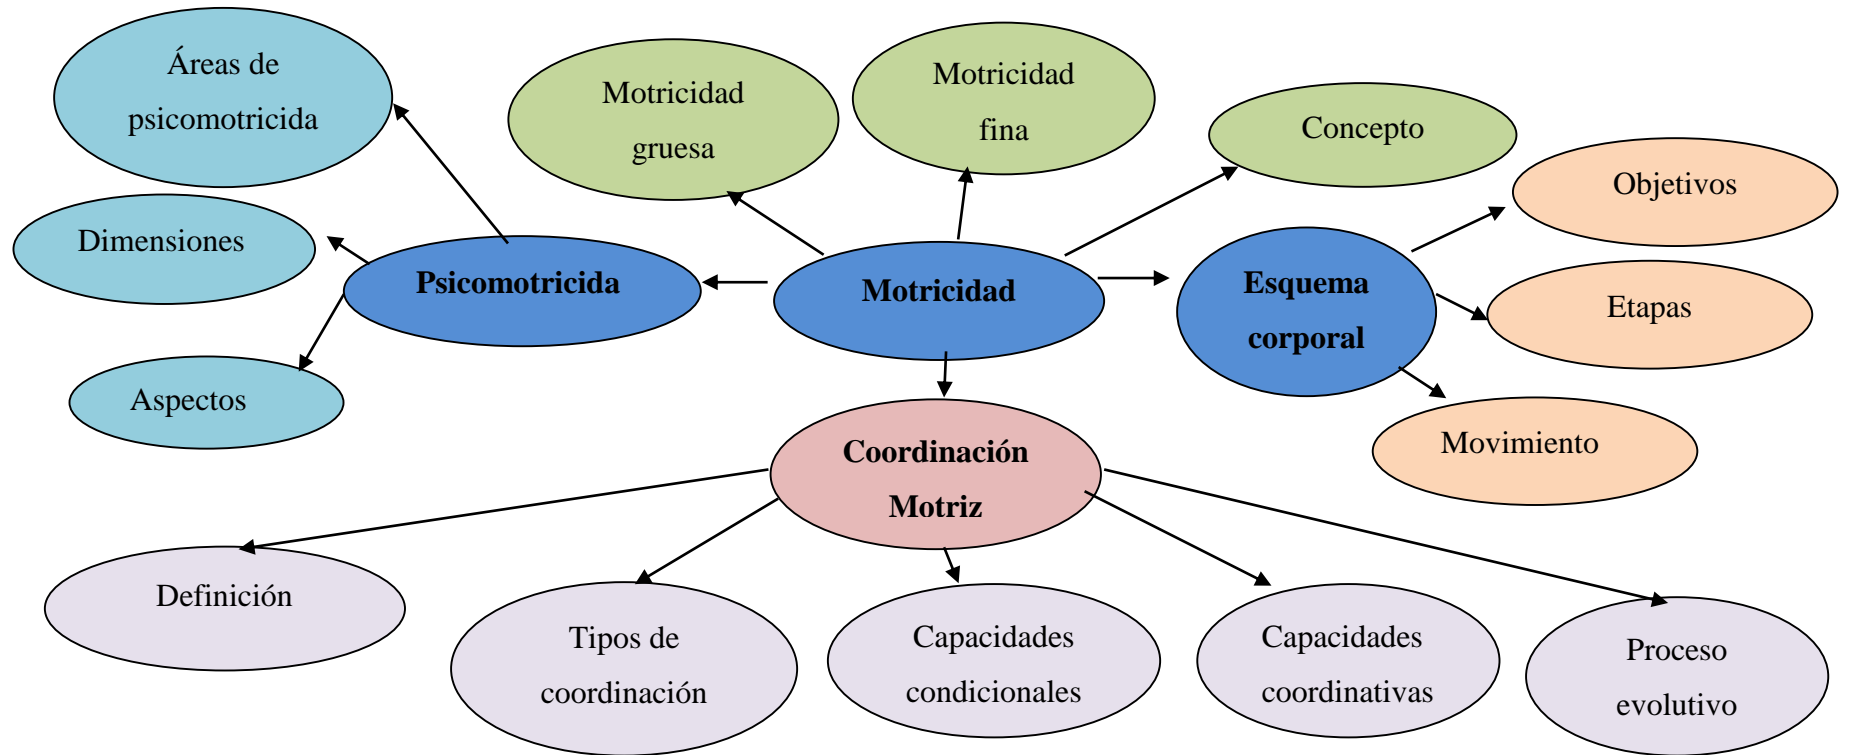 Áreas de
psicomotricida
Motricidad
gruesa
Motricidad
fina
Concepto
Objetivos
Dimensiones
Psicomotricida
Motricidad
Esquema
corporal
Etapas
Aspectos
Movimiento
Coordinación
Motriz
Definición
Tipos de
coordinación
Capacidades
condicionales
Capacidades
coordinativas
Proceso
evolutivo